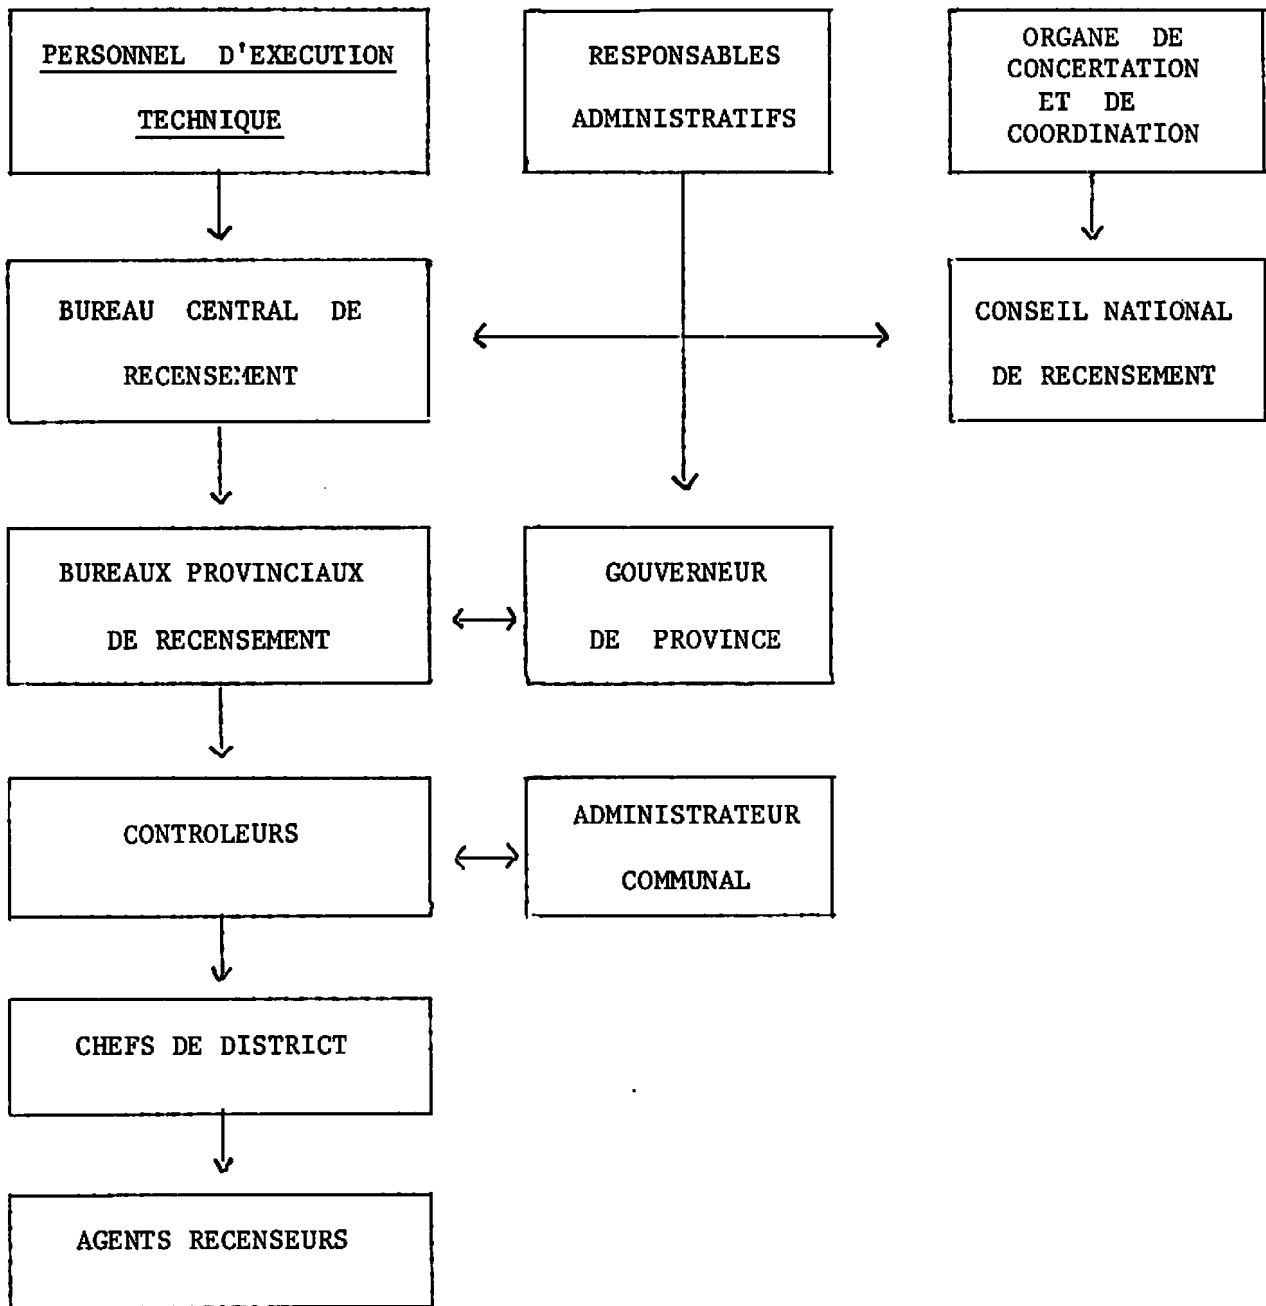 PERSONNEL D'EXECUTION
TECHNIQUE
RESPONSABLES
ADMINISTRATIFS
ORGANE DE
CONCERTATION
ET DE
COORDINATION
BUREAU CENTRAL DE
RECENSEMENT
CONSEIL NATIONAL
DE RECENSEMENT
BUREAUX PROVINCIAUX
DE RECENSEMENT
GOUVERNEUR
DE PROVINCE
CONTROLEURS
ADMINISTRATEUR
COMMUNAL
CHEFS DE DISTRICT
AGENTS RECENSEURS